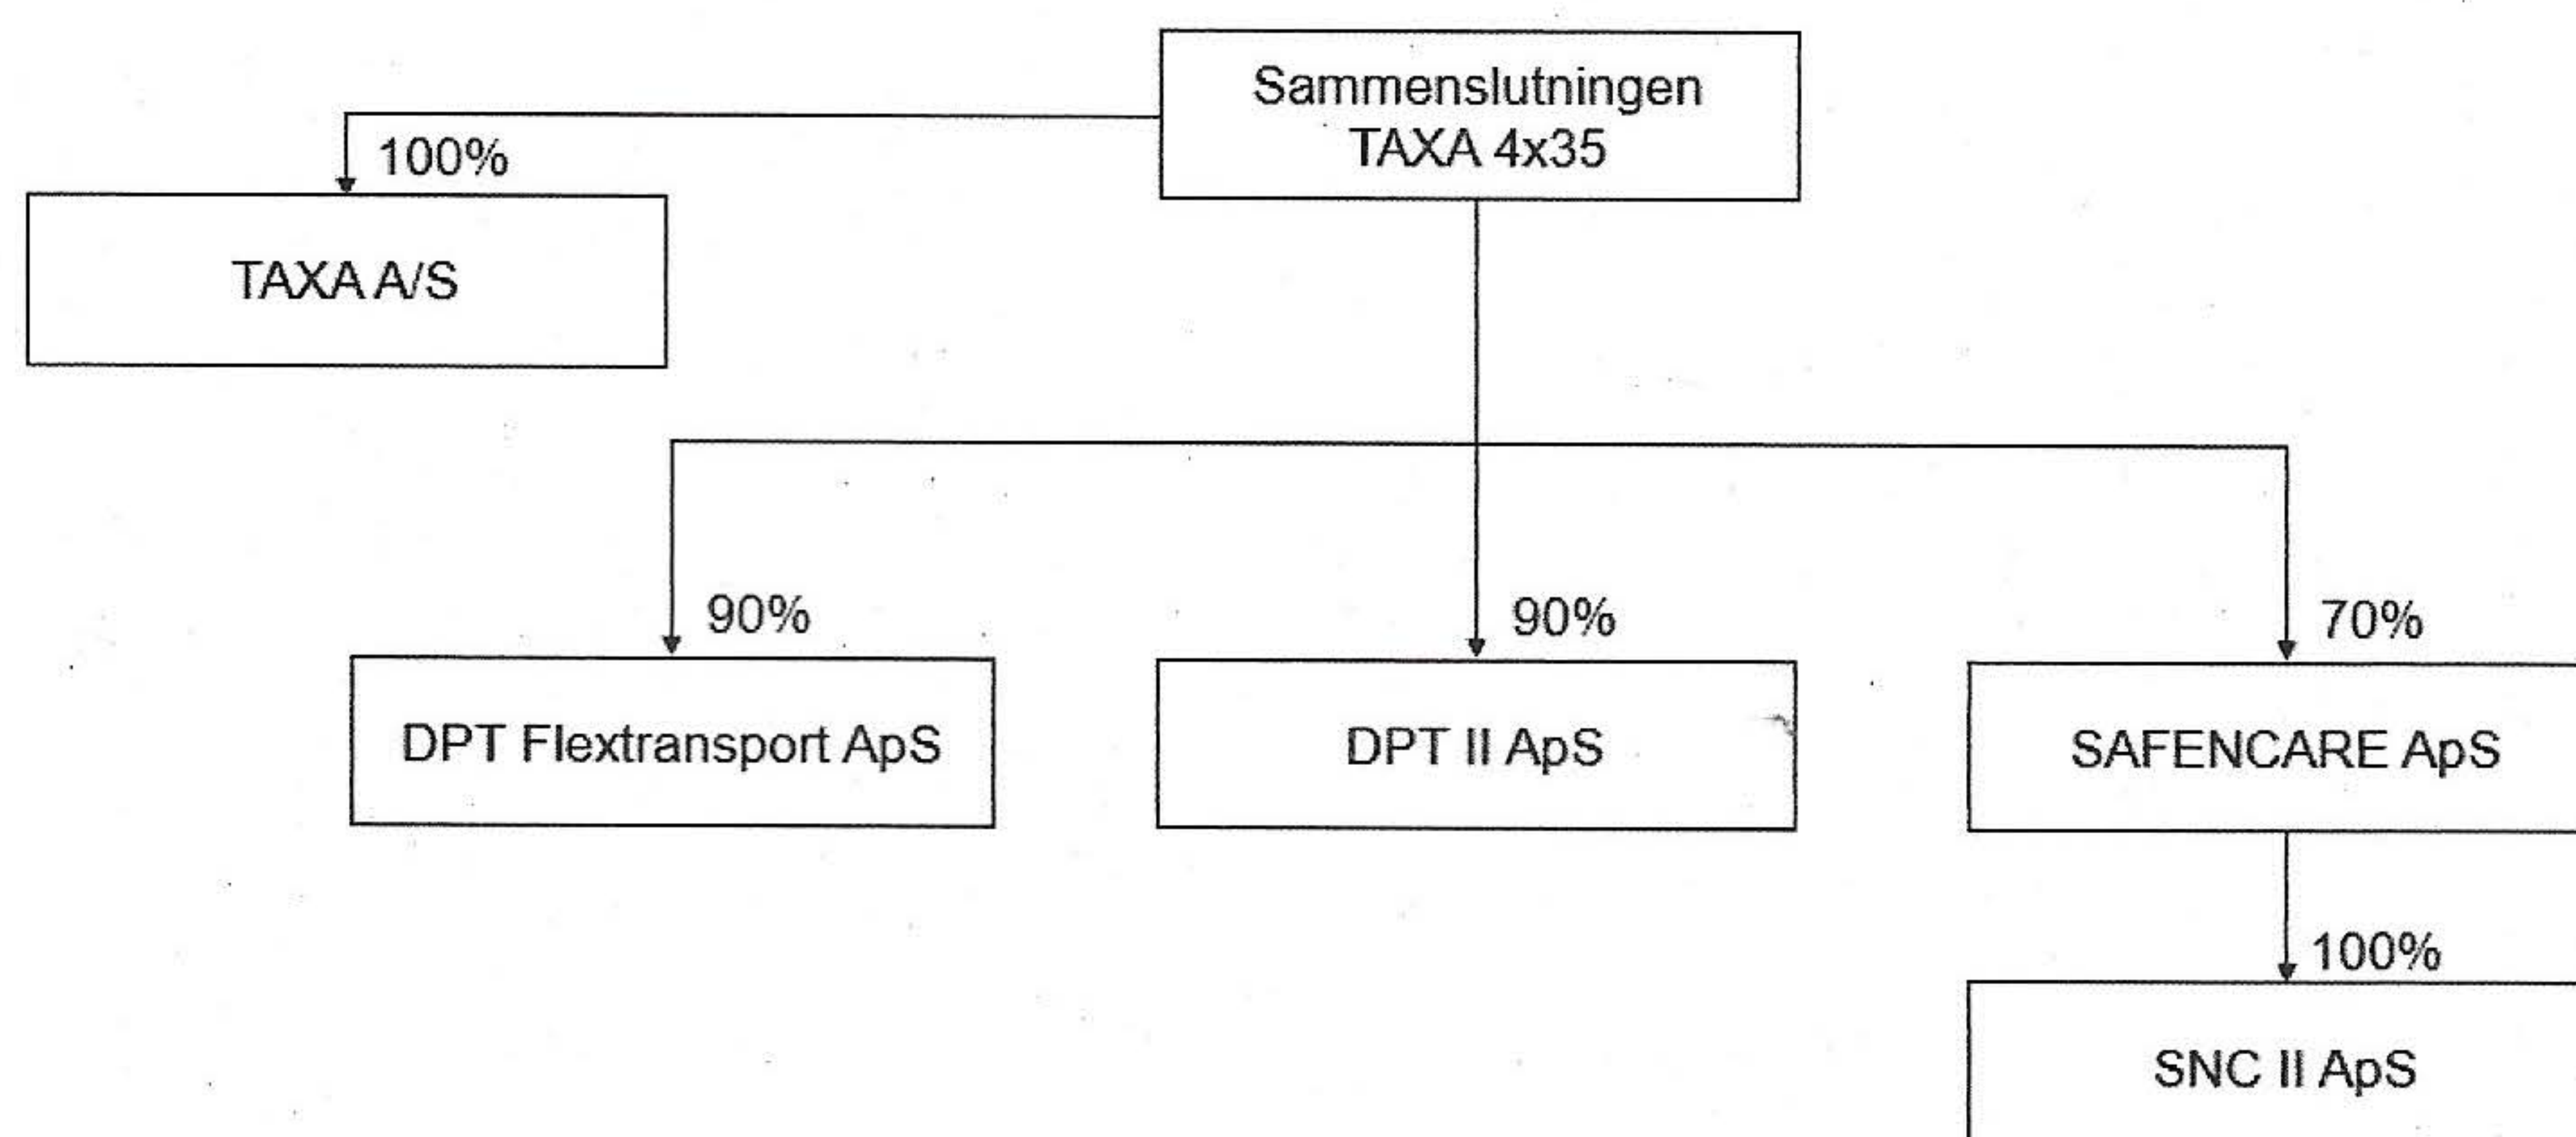 Sammenslutningen
TAXA 4x35
100%
TAXA A/S
90%
90%
70%
DPT Flextransport ApS
DPT II ApS
SAFENCARE ApS
100%
SNC II ApS